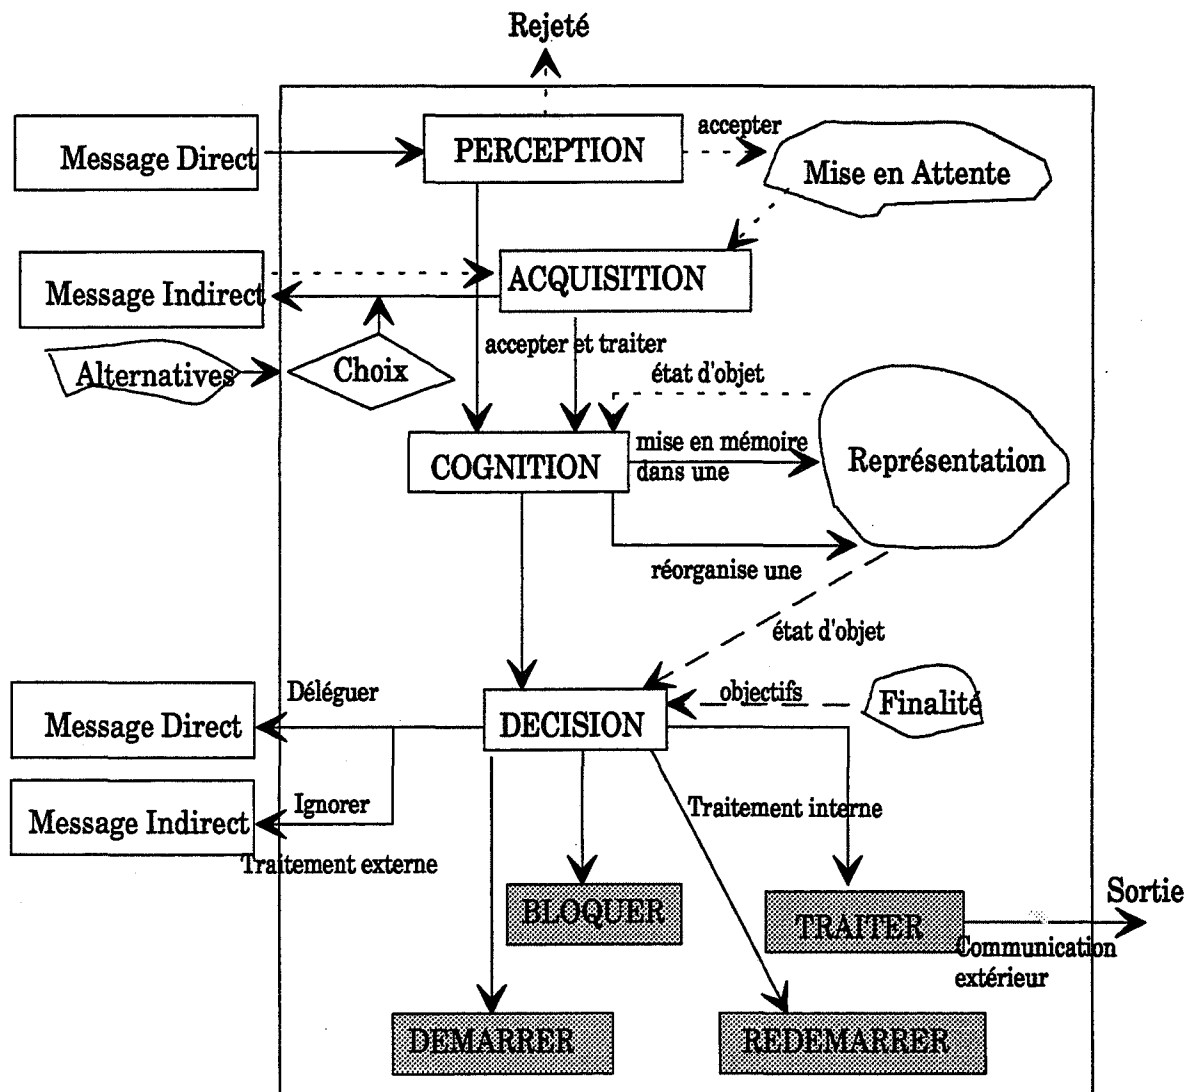 Rejeté
Message Direct
PERCEPTION
accepter
Mise en Attente
Message Indirect
ACQUISITION
Alternatives
Choix
accepter et traiter
état d'objet
COGNITION
mise en mémoire
dans une
Représentation
réorganise une
état d'objet
Message Direct
Déléguer
DECISION
objectifs
Finalité
Message Indirect
Ignorer
Traitement externe
Traitement interne
BLOQUER
TRAITER
Sortie
Communication
extérieur
DEMARRER
REDEMARRER